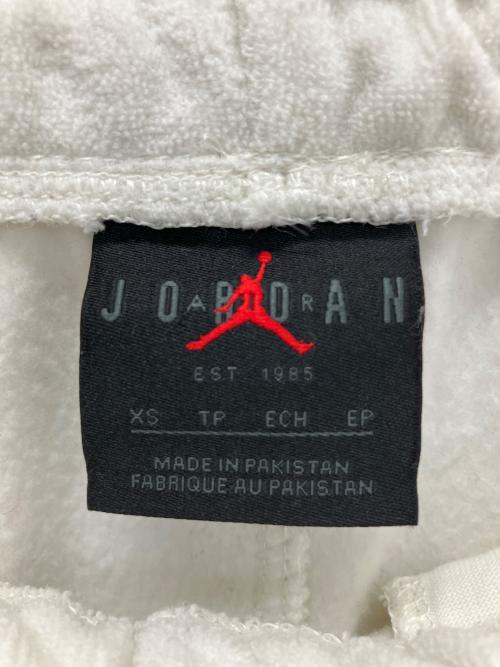 JORDAN
AIR
EST 1985
XS TP ECH EP
MADE IN PAKISTAN
FABRIQUE AU PAKISTAN